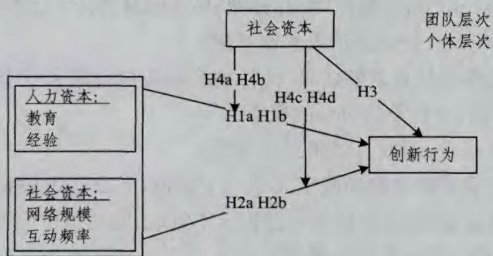 社会资本
团队层次
个体层次
H4a H4b
H4c H4d
H3
人力资本：
教育
经验
H1a H1b
创新行为
社会资本：
网络规模
互动频率
H2a H2b